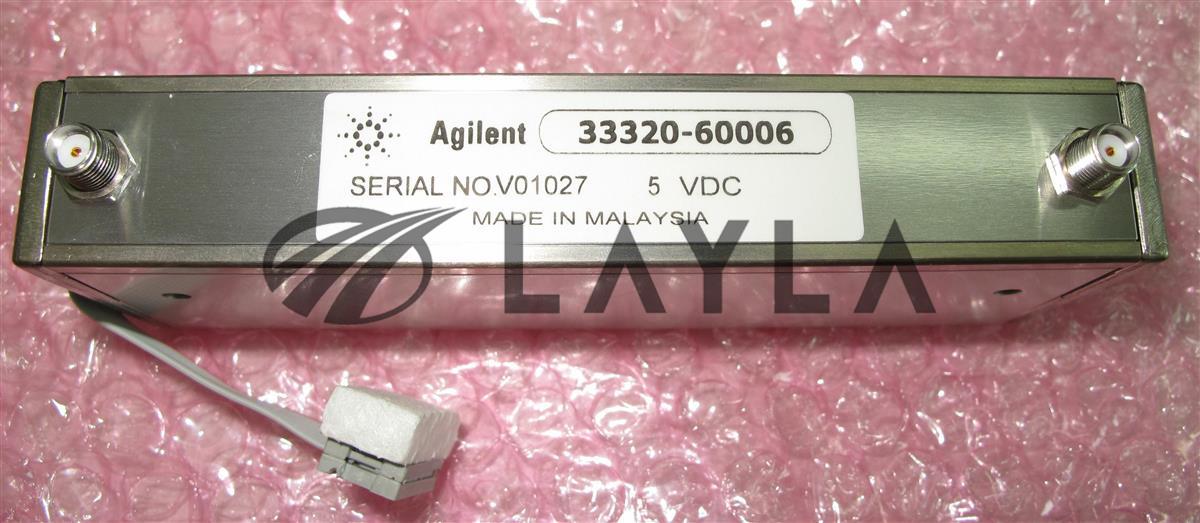 Agilent 33320-60006
SERIAL NO.V01027 5 VDC
MADE IN MALAYSIA
LAYLA